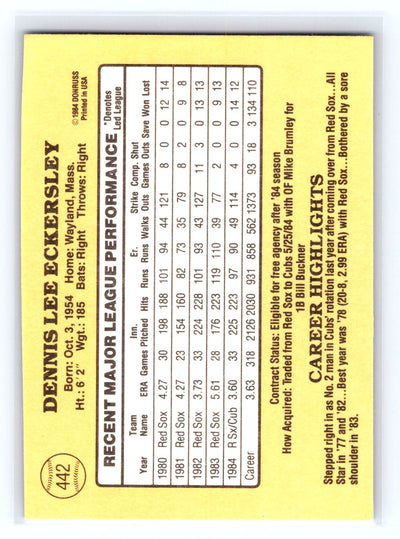 442
DENNIS LEE ECKERSLEY
©1984 DONRUSS
Printed in USA
Born: Oct. 3, 1954 Home: Wayland, Mass.
Ht.: 6'2" Wgt.: 185 Bats: Right Throws: Right
RECENT MAJOR LEAGUE PERFORMANCE
*Denotes
Led League
Team Inn. Er. Strike Comp. Shut
Year Name ERA Games Pitched Hits Runs Runs Walks Outs Games Outs Save Won Lost
1980 Red Sox 4.27 30 198 188 101 94 44 121 8 0 0 12 14
1981 Red Sox 4.27 23 154 160 82 73 35 79 8 2 0 9 8
1982 Red Sox 3.73 33 224 228 101 93 43 127 11 3 0 13 13
1983 Red Sox 5.61 28 176 223 119 110 39 77 2 0 0 9 13
1984 R Sx/Cub 3.60 33 225 223 97 90 49 114 4 0 0 14 12
Career 3.63 318 2126 2030 931 858 562 1373 93 18 3 134 110
Contract Status: Eligible for free agency after '84 season
How Acquired: Traded from Red Sox to Cubs 5/25/84 with OF Mike Brumley for
1B Bill Buckner
CAREER HIGHLIGHTS
Stepped right in as No. 2 man in Cubs' rotation last year after coming over from Red Sox...All
Star in '77 and '82...Best year was '78 (20-8, 2.99 ERA) with Red Sox...Bothered by a sore
shoulder in '83.